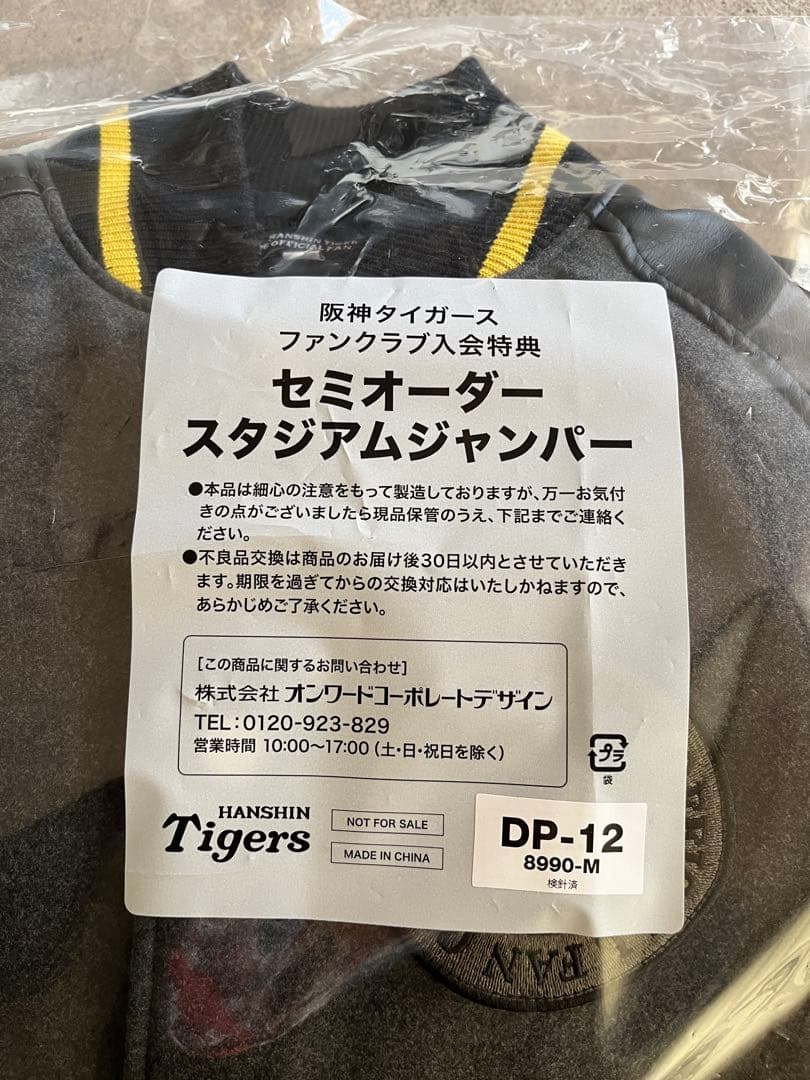 HANSHIN TIGERS
OFFICIAL FAN
阪神タイガース
ファンクラブ入会特典
セミオーダー
スタジアムジャンパー
●本品は細心の注意をもって製造しておりますが、万一お気付
きの点がございましたら現品保管のうえ、下記までご連絡く
ださい。
●不良品交換は商品のお届け後30日以内とさせていただき
ます。期限を過ぎてからの交換対応はいたしかねますので、
あらかじめご了承ください。
[この商品に関するお問い合わせ]
株式会社 オンワードコーポレートデザイン
TEL:0120-923-829
営業時間 10:00〜17:00 (土・日・祝日を除く)
プラ
袋
HANSHIN
Tigers
NOT FOR SALE
MADE IN CHINA
DP-12
8990-M
検針済
FAN